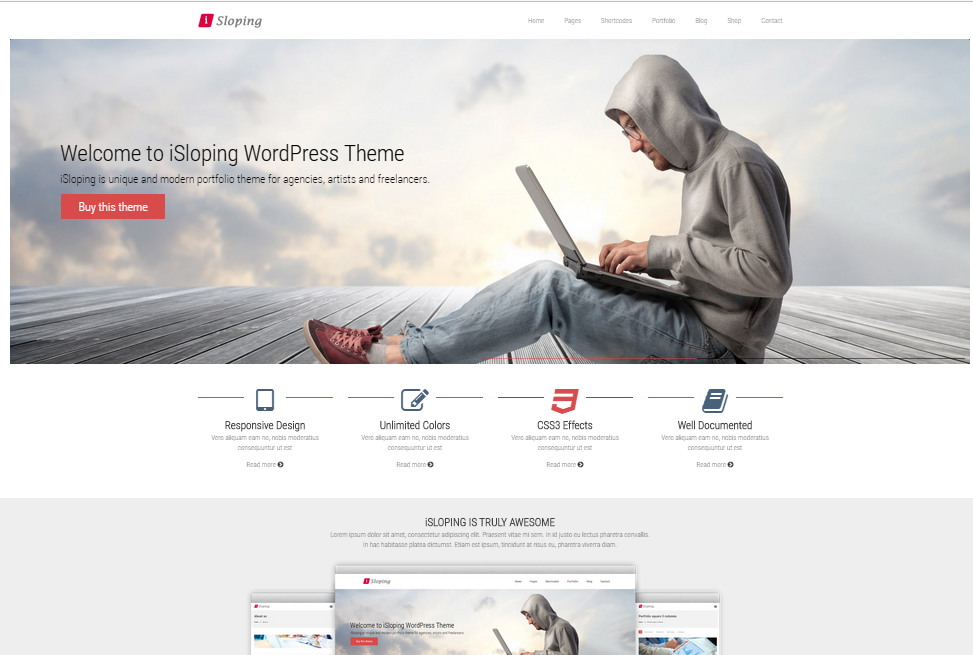 i Sloping
Home Pages Shortcodes Portfolio Blog Shop Contact
Welcome to iSloping WordPress Theme
iSloping is unique and modern portfolio theme for agencies, artists and freelancers.
Buy this theme
Responsive Design
Vero aliquam eam no, nobis moderatius
consequuntur ut est
Read more
Unlimited Colors
Vero aliquam eam no, nobis moderatius
consequuntur ut est
Read more
CSS3 Effects
Vero aliquam eam no, nobis moderatius
consequuntur ut est
Read more
Well Documented
Vero aliquam eam no, nobis moderatius
consequuntur ut est
Read more
iSLOPING IS TRULY AWESOME
Lorem ipsum dolor sit amet, consectetur adipiscing elit. Praesent vitae mi sem. In id justo eu lectus pharetra convallis.
In hac habitasse platea dictumst. Etiam est ipsum, tincidunt at risus eu, pharetra viverra diam.
i Sloping
Home Pages Shortcodes Portfolio Blog Contact
Welcome to iSloping WordPress Theme
iSloping is unique and modern portfolio theme for agencies, artists and freelancers.
Buy this theme
About us
Portfolio square 3 columns